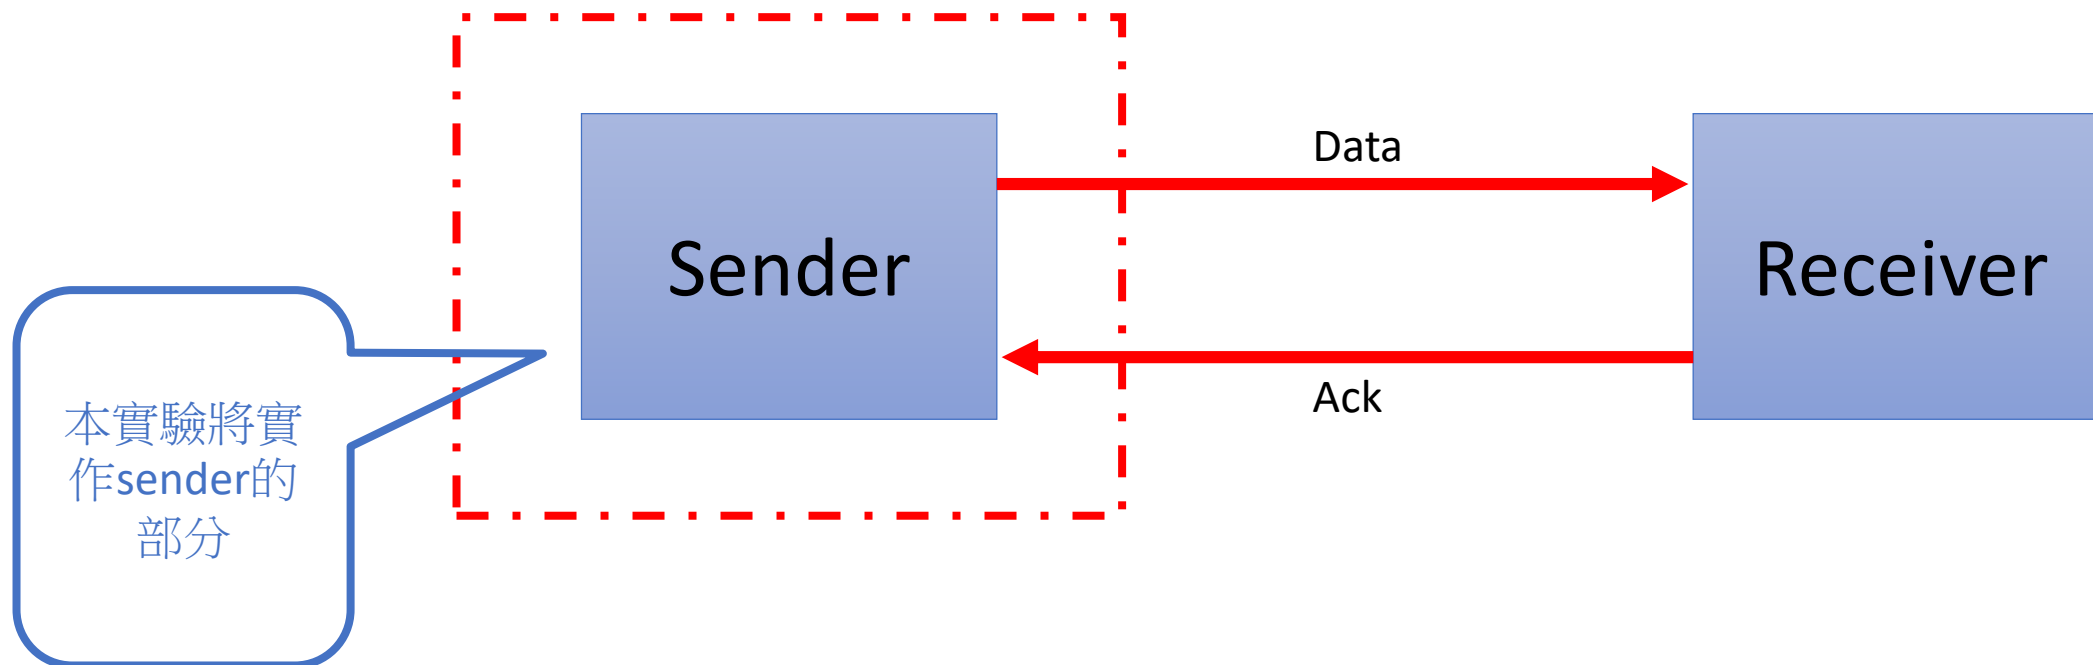 Data
Sender
Receiver
Ack
本實驗將實
作sender的
部分